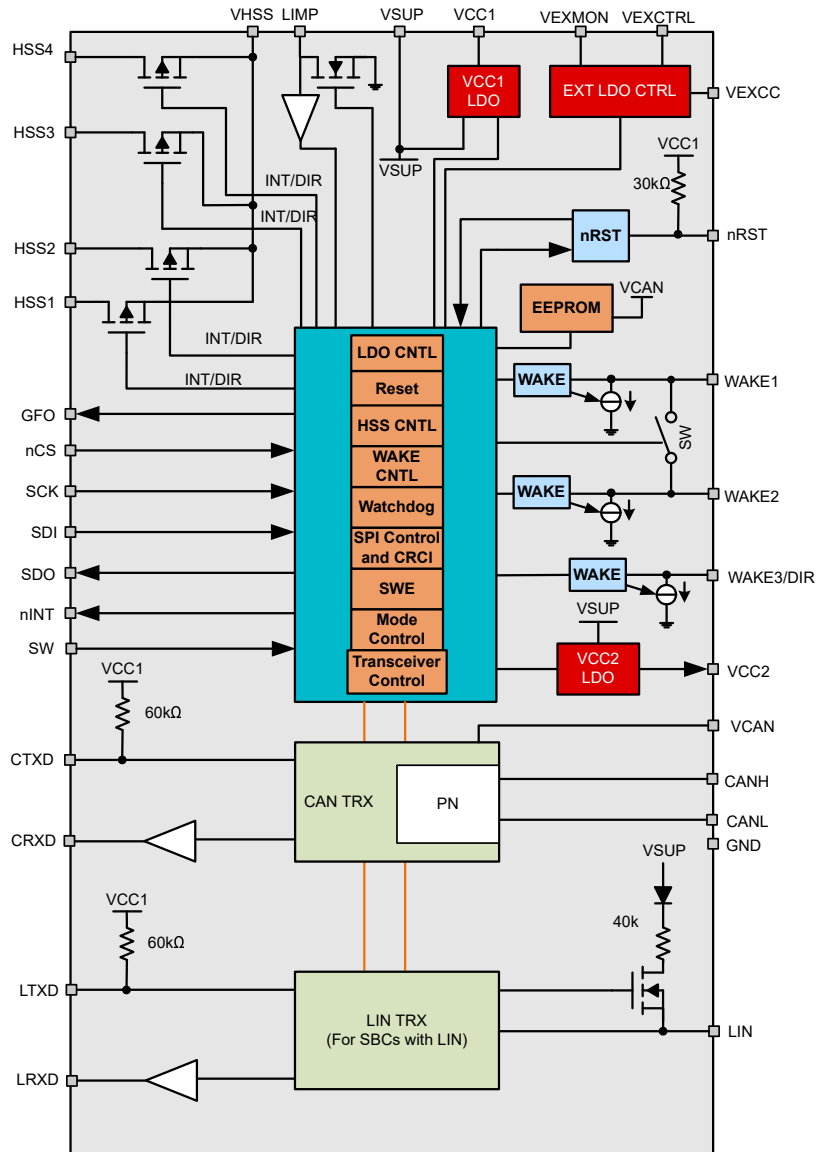 VHSS LIMP VSUP VCC1 VEXMON VEXCTRL
HSS4
VCC1
LDO
EXT LDO CTRL
VEXCC
HSS3
VSUP
VCC1
30kΩ
INT/DIR
INT/DIR
nRST
nRST
HSS2
VCAN
EEPROM
HSS1
INT/DIR
INT/DIR
LDO CNTL
Reset
HSS CNTL
WAKE
CNTL
Watchdog
SPI Control
and CRCI
SWE
Mode
Control
Transceiver
Control
WAKE
WAKE1
SW
WAKE
WAKE2
WAKE
WAKE3/DIR
VSUP
VCC2
LDO
VCC2
GFO
nCS
SCK
SDI
SDO
nINT
SW
VCC1
60kΩ
CTXD
CAN TRX
PN
VCAN
CANH
CANL
GND
CRXD
VSUP
40k
VCC1
60kΩ
LTXD
LIN TRX
(For SBCs with LIN)
LIN
LRXD